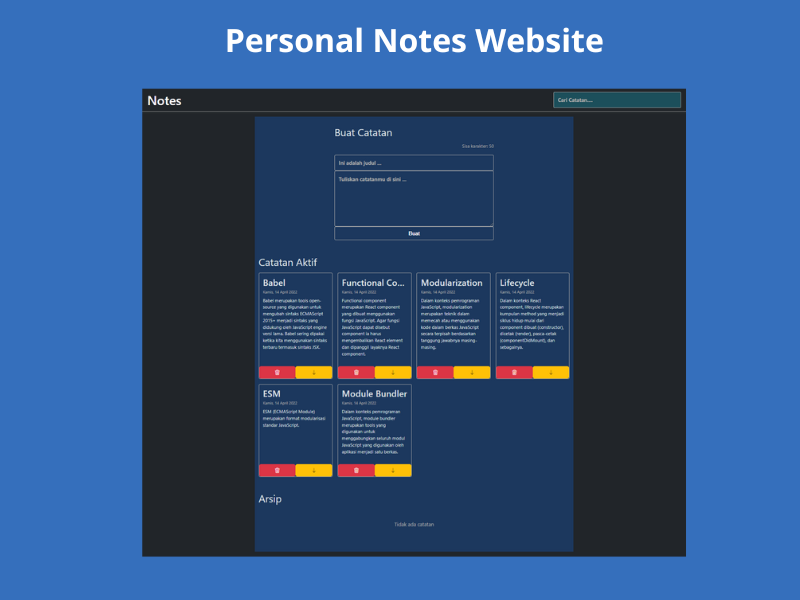 Personal Notes Website
Notes
Cari Catatan...
Buat Catatan
Sisa karakter: 50
Ini adalah judul ...
Tuliskan catatanmu di sini ...
Buat
Catatan Aktif
Babel
Kamis, 14 April 2022
Babel merupakan tools open-
source yang digunakan untuk
mengubah sintaks ECMAScript
2015+ menjadi sintaks yang
didukung oleh JavaScript engine
versi lama. Babel sering dipakai
ketika kita menggunakan sintaks
terbaru termasuk sintaks JSX.
Functional Co...
Kamis, 14 April 2022
Functional component
merupakan React component
yang dibuat menggunakan
fungsi JavaScript. Agar fungsi
JavaScript dapat disebut
component ia harus
mengembalikan React element
dan dipanggil layaknya React
component.
Modularization
Kamis, 14 April 2022
Dalam konteks pemrograman
JavaScript, modularization
merupakan teknik dalam
memecah atau menggunakan
kode dalam berkas JavaScript
secara terpisah berdasarkan
tanggung jawabnya masing-
masing.
Lifecycle
Kamis, 14 April 2022
Dalam konteks React
component, lifecycle merupakan
kumpulan method yang menjadi
siklus hidup mulai dari
component dibuat (constructor),
dicetak (render), pasca-cetak
(componentDidMount), dan
sebagainya.
ESM
Kamis, 14 April 2022
ESM (ECMAScript Module)
merupakan format modularisasi
standar JavaScript.
Module Bundler
Kamis, 14 April 2022
Dalam konteks pemrograman
JavaScript, module bundler
merupakan tools yang
digunakan untuk
menggabungkan seluruh modul
JavaScript yang digunakan oleh
aplikasi menjadi satu berkas.
Arsip
Tidak ada catatan